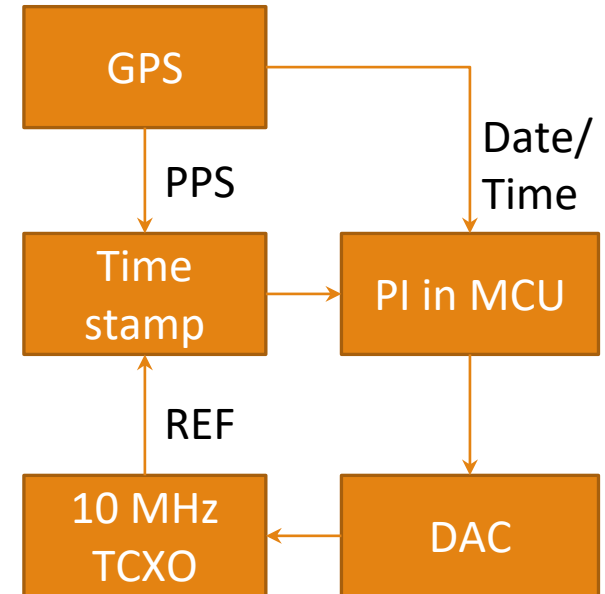 GPS
Date/
Time
PPS
Time
stamp
PI in MCU
REF
10 MHz
TCXO
DAC